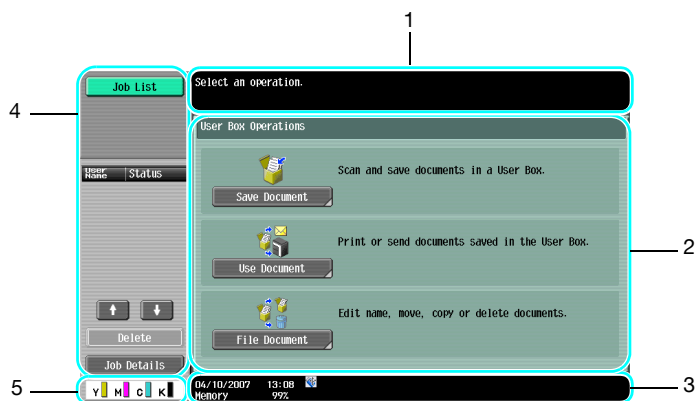 1
4
Job List
Select an operation.
User Box Operations
Scan and save documents in a User Box.
Save Document
User Name Status
Print or send documents saved in the User Box.
2
Use Document
Edit name, move, copy or delete documents.
Delete
File Document
Job Details
5
Y M C K
04/10/2007 13:08
Memory 99%
3